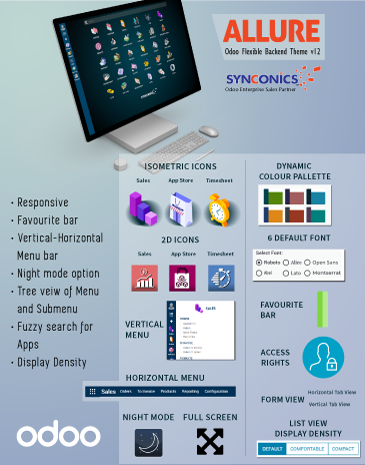 ALLURE
Odoo Flexible Backend Theme v12
SYNCONICS
Odoo Enterprise Sales Partner
• Responsive
• Favourite bar
• Vertical-Horizontal
Menu bar
• Night mode option
• Tree veiw of Menu
and Submenu
• Fuzzy search for
Apps
• Display Density
odoo
ISOMETRIC ICONS
Sales App Store Timesheet
2D ICONS
Sales App Store Timesheet
VERTICAL
MENU
HORIZONTAL MENU
Sales Orders To Invoice Products Reporting Configuration
NIGHT MODE FULL SCREEN
DYNAMIC
COLOUR PALLETTE
6 DEFAULT FONT
Select Font:
Roboto Aller Open Sans
Abel Lato Montserrat
FAVOURITE
BAR
ACCESS
RIGHTS
FORM VIEW
Horizontal Tab View
Vertical Tab View
LIST VIEW
DISPLAY DENSITY
DEFAULT COMFORTABLE COMPACT